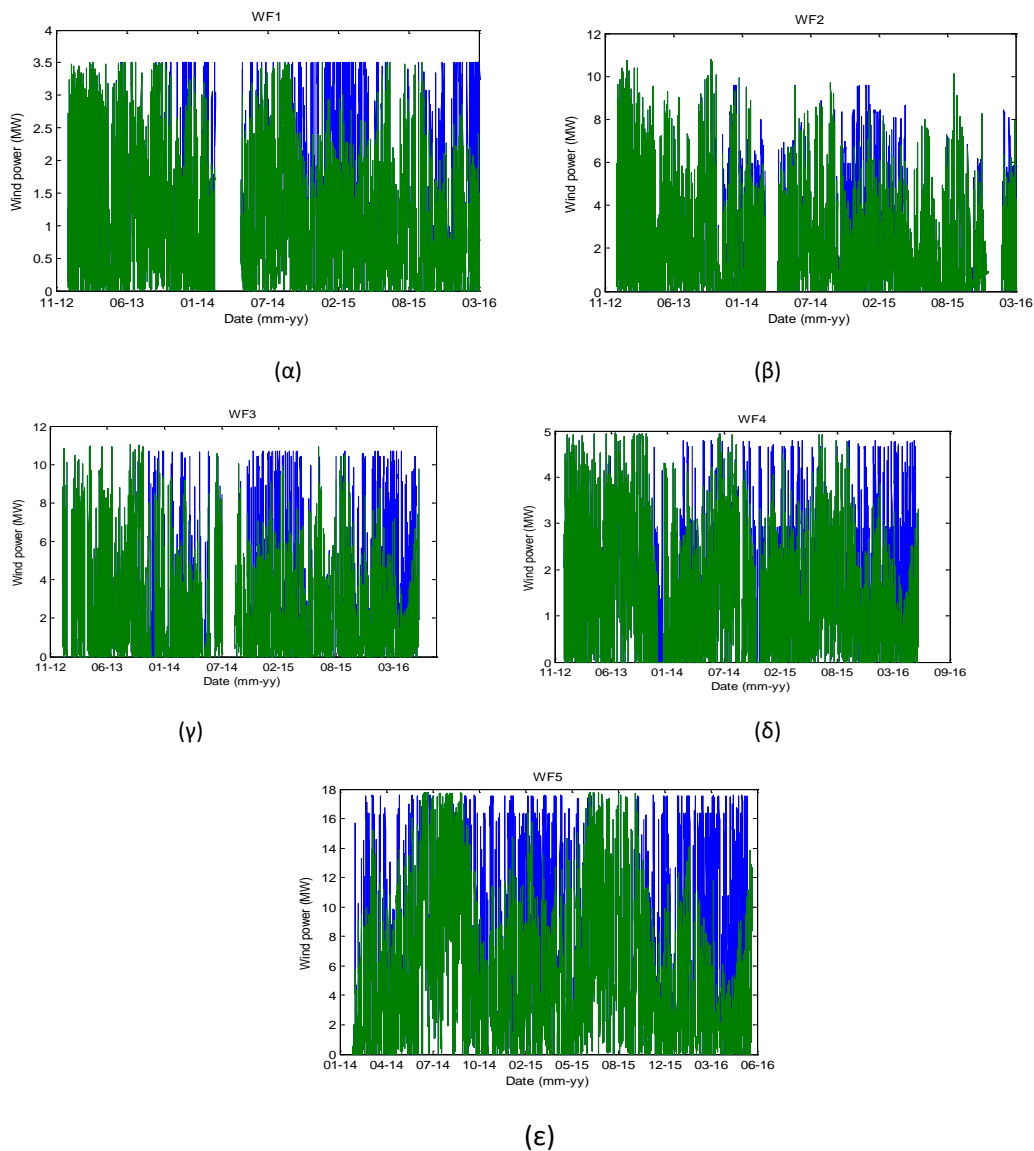 WF1
4
3.5
3
2.5
2
1.5
1
0.5
0
Wind power (MW)
11-12 06-13 01-14 07-14 02-15 08-15 03-16
Date (mm-yy)
(α)
WF2
12
10
8
6
4
2
0
Wind power (MW)
11-12 06-13 01-14 07-14 02-15 08-15 03-16
Date (mm-yy)
(β)
WF3
12
10
8
6
4
2
0
Wind power (MW)
11-12 06-13 01-14 07-14 02-15 08-15 03-16
Date (mm-yy)
(γ)
WF4
5
4
3
2
1
0
Wind power (MW)
11-12 06-13 01-14 07-14 02-15 08-15 03-16 09-16
Date (mm-yy)
(δ)
WF5
18
16
14
12
10
8
6
4
2
0
Wind power (MW)
01-14 04-14 07-14 10-14 02-15 05-15 08-15 12-15 03-16 06-16
Date (mm-yy)
(ε)